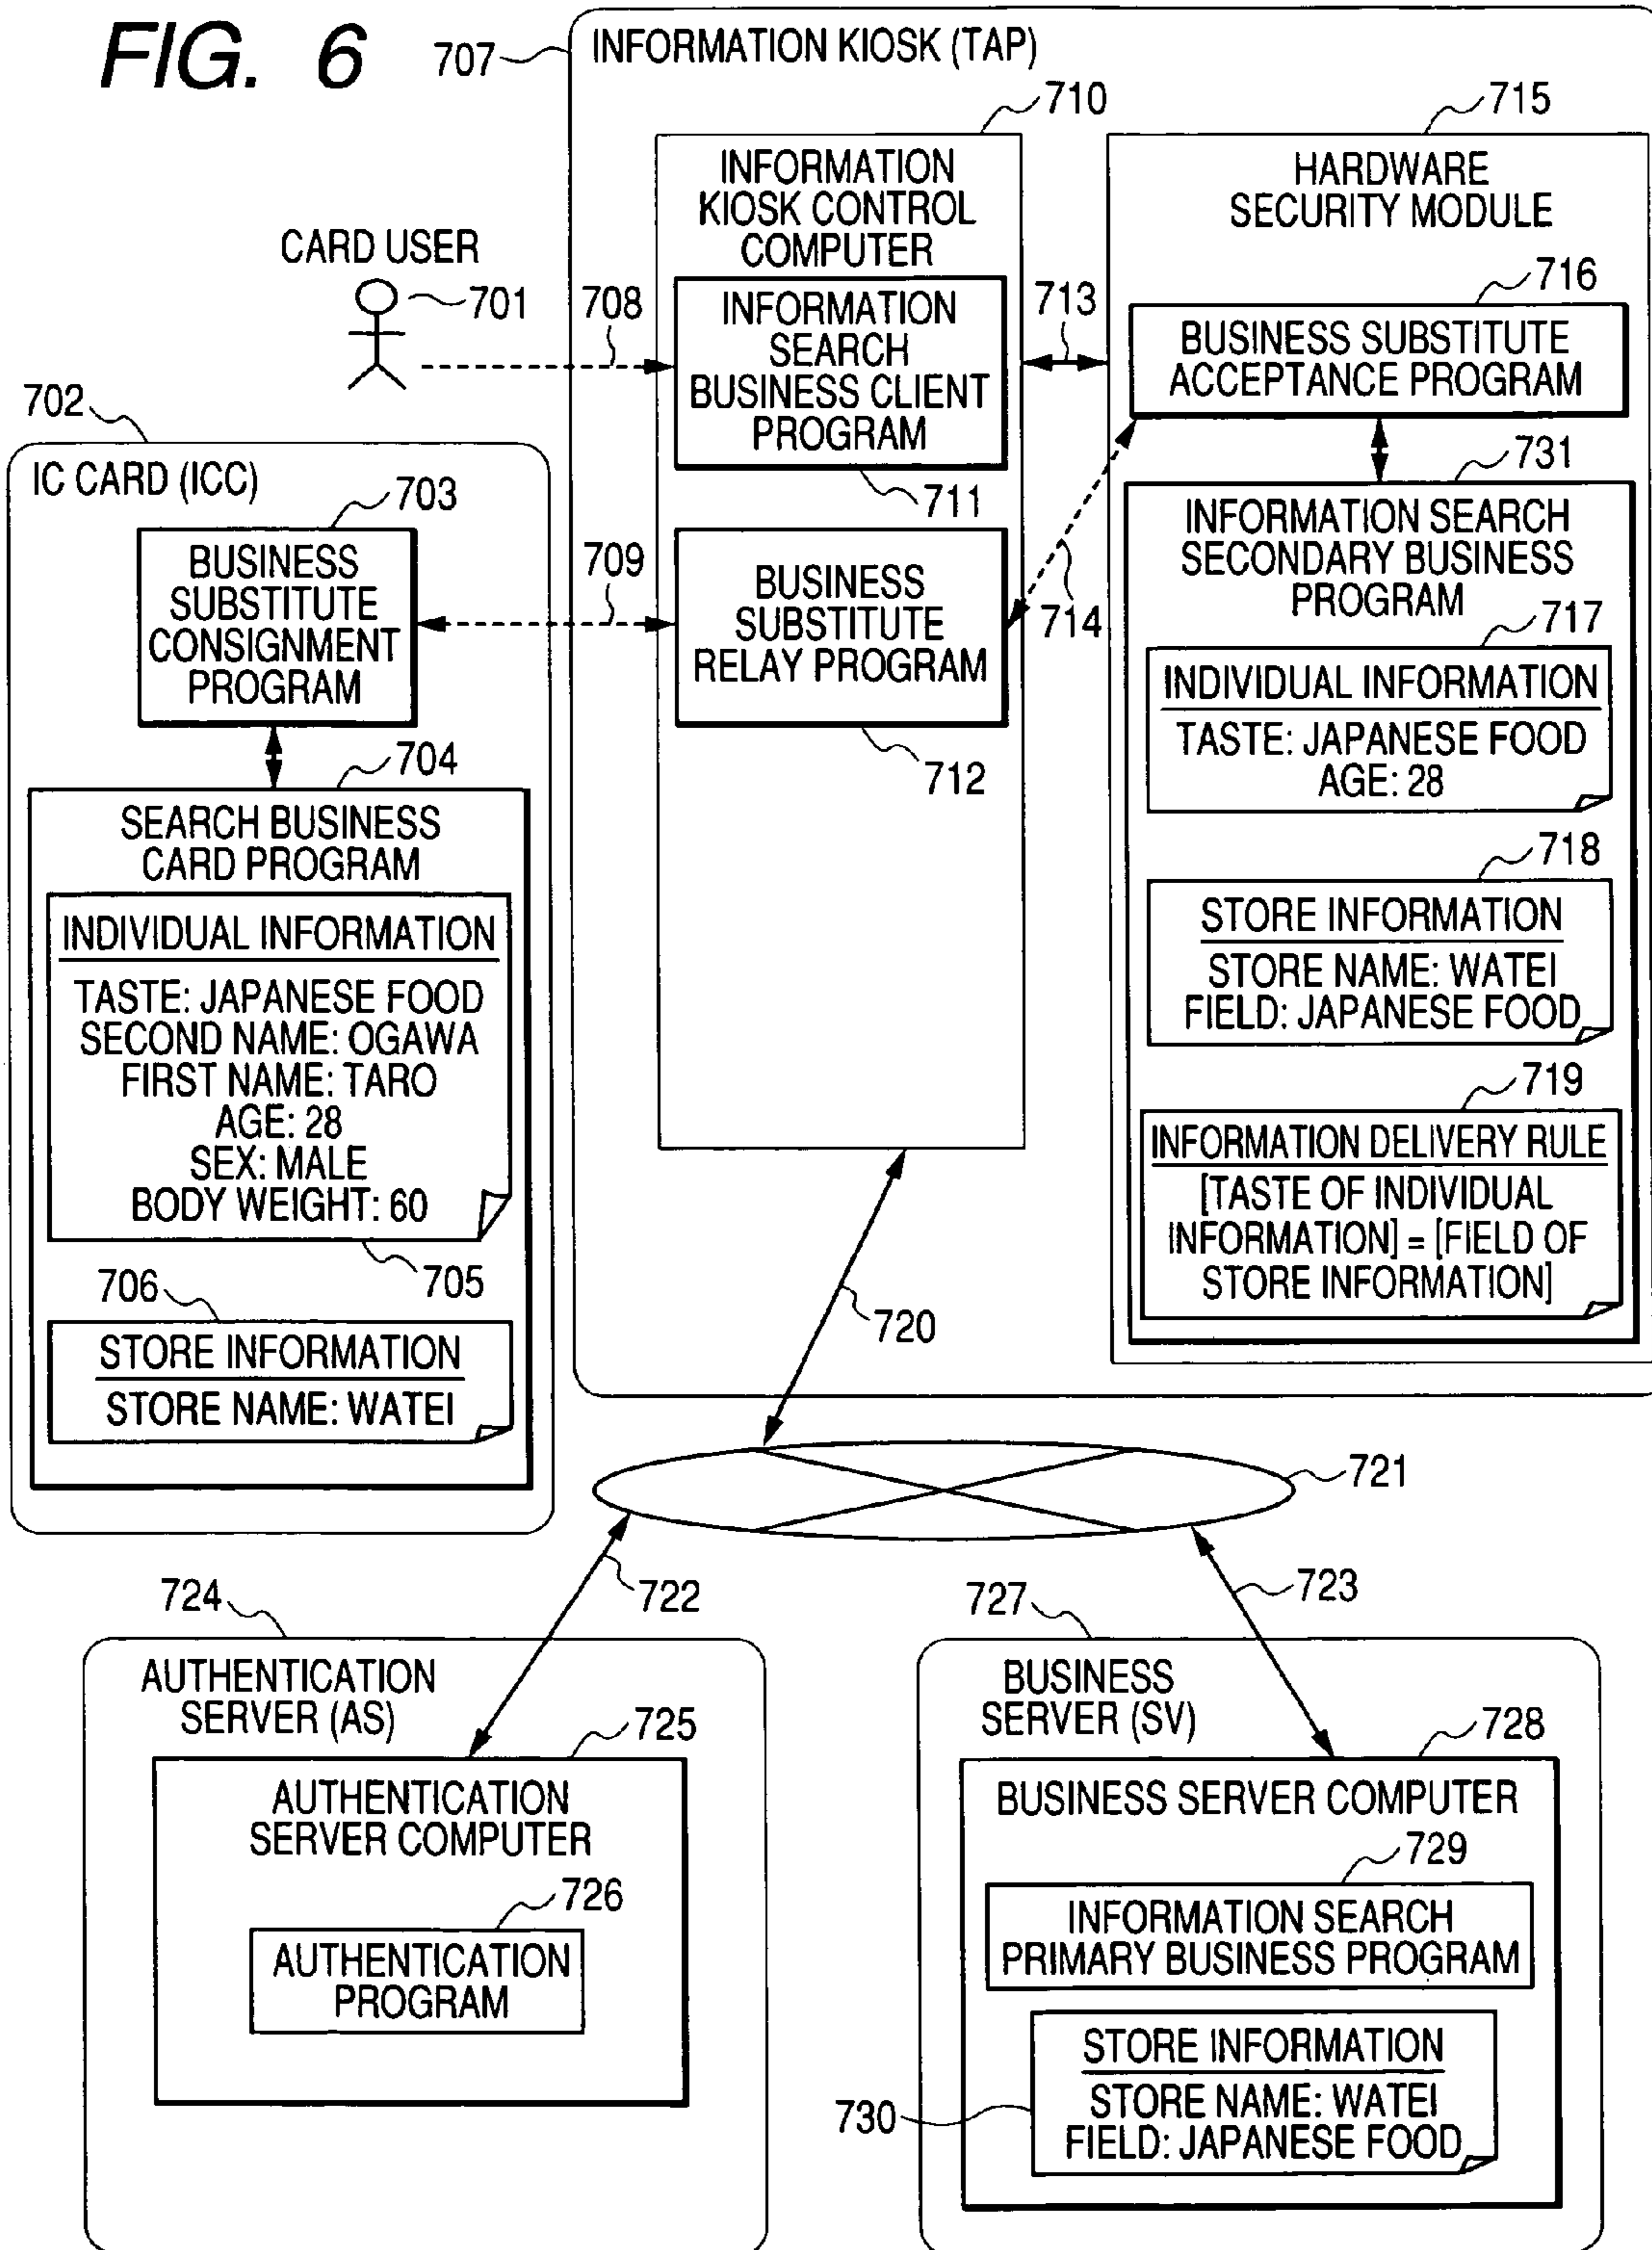 FIG. 6
707
INFORMATION KIOSK (TAP)
710
INFORMATION
KIOSK CONTROL
COMPUTER
715
HARDWARE
SECURITY MODULE
CARD USER
701
708
INFORMATION
SEARCH
BUSINESS CLIENT
PROGRAM
711
713
716
BUSINESS SUBSTITUTE
ACCEPTANCE PROGRAM
702
IC CARD (ICC)
703
BUSINESS
SUBSTITUTE
CONSIGNMENT
PROGRAM
709
BUSINESS
SUBSTITUTE
RELAY PROGRAM
712
714
731
INFORMATION SEARCH
SECONDARY BUSINESS
PROGRAM
717
INDIVIDUAL INFORMATION
TASTE: JAPANESE FOOD
AGE: 28
704
SEARCH BUSINESS
CARD PROGRAM
INDIVIDUAL INFORMATION
TASTE: JAPANESE FOOD
SECOND NAME: OGAWA
FIRST NAME: TARO
AGE: 28
SEX: MALE
BODY WEIGHT: 60
705
706
STORE INFORMATION
STORE NAME: WATEI
718
STORE INFORMATION
STORE NAME: WATEI
FIELD: JAPANESE FOOD
719
INFORMATION DELIVERY RULE
[TASTE OF INDIVIDUAL
INFORMATION] = [FIELD OF
STORE INFORMATION]
720
721
722
723
724
AUTHENTICATION
SERVER (AS)
725
AUTHENTICATION
SERVER COMPUTER
726
AUTHENTICATION
PROGRAM
727
BUSINESS
SERVER (SV)
728
BUSINESS SERVER COMPUTER
729
INFORMATION SEARCH
PRIMARY BUSINESS PROGRAM
730
STORE INFORMATION
STORE NAME: WATEI
FIELD: JAPANESE FOOD